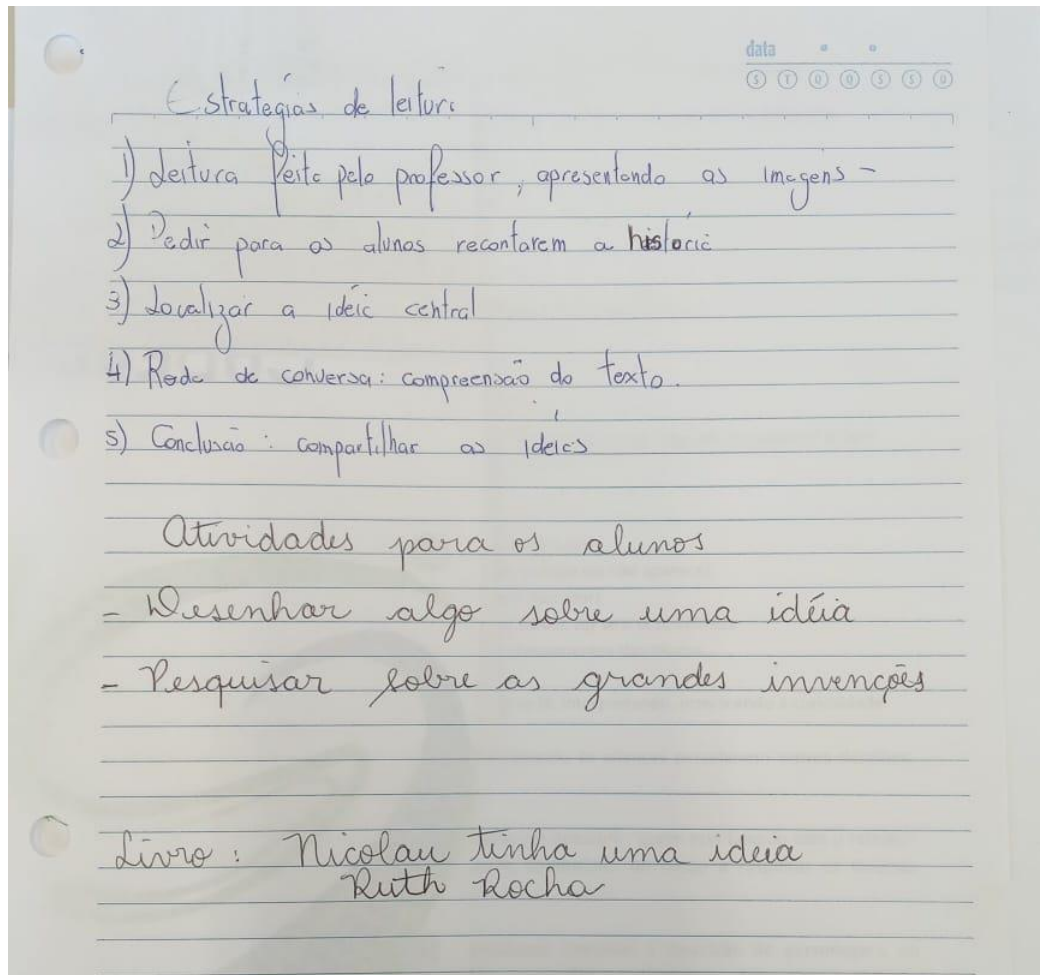 data
S T Q Q S S D
Estratégias de leitura
1) Leitura feita pelo professor, apresentando as imagens -
2) Pedir para os alunos recontarem a história
3) Localizar a ideia central
4) Roda de conversa: compreensão do texto.
5) Conclusão: compartilhar as ideias
Atividades para os alunos
- Desenhar algo sobre uma idéia
- Pesquisar sobre as grandes invenções
Livro: Nicolau tinha uma ideia
Ruth Rocha